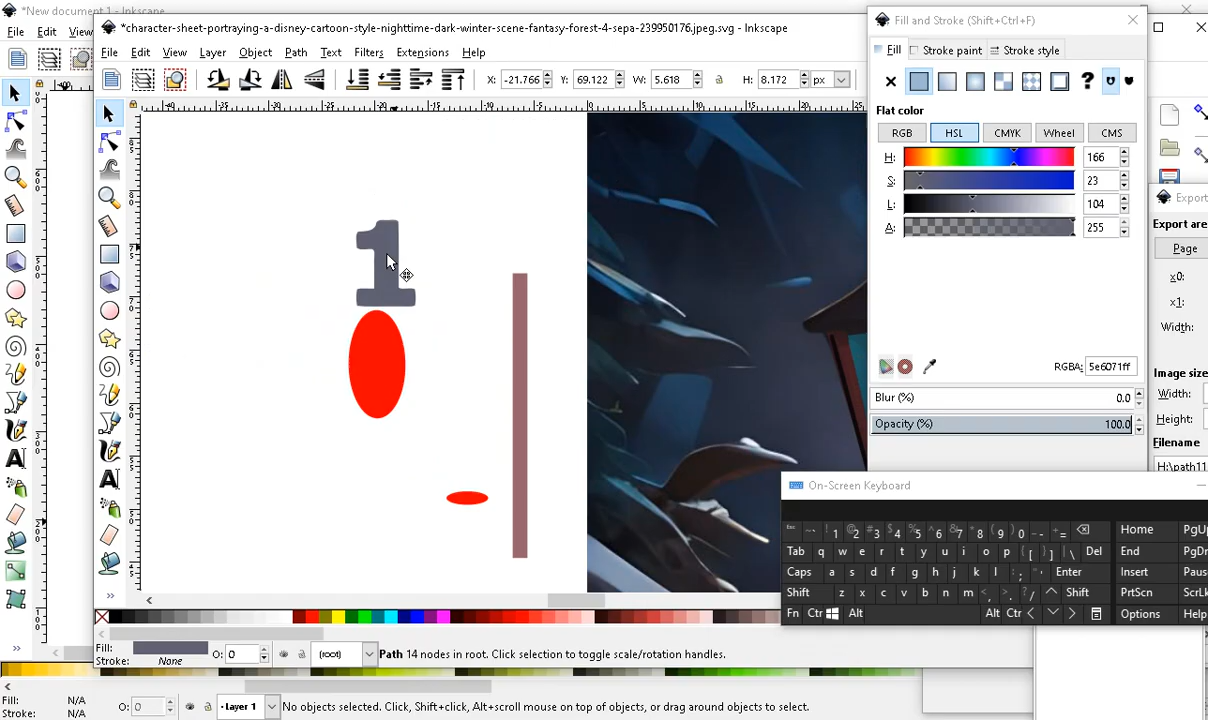 *New document 1 - Inkscape
*character-sheet-portraying-a-disney-cartoon-style-nighttime-dark-winter-scene-fantasy-forest-4-sepa-239950176.jpeg.svg - Inkscape
File Edit View
File Edit View Layer Object Path Text Filters Extensions Help
X: -21.766 Y: 69.122 W: 5.618 H: 8.172 px
1
Fill and Stroke (Shift+Ctrl+F)
Fill Stroke paint Stroke style
?
Flat color
RGB HSL CMYK Wheel CMS
H: 166
S: 23
L: 104
A: 255
RGBA: 5e6071ff
Blur (%) 0.0
Opacity (%) 100.0
Export
Export area
Page
x0:
x1:
Width:
Image size
Width:
Height:
Filename
H:\path11
On-Screen Keyboard
Esc ~` !1 @2 #3 $4 %5 ^6 &7 *8 (9 )0 _- += Home PgUp
Tab q w e r t y u i o p {[ }] |\ Del End PgDn
Caps a s d f g h j k l :; "' Enter Insert Pause
Shift z x c v b n m <, >. ?/ Shift PrtScn ScrLk
Fn Ctrl Alt Alt Ctrl Options Help
Fill:
Stroke: None
O: 0 (root) Path 14 nodes in root. Click selection to toggle scale/rotation handles.
Fill: N/A
Stroke: N/A
O: 0 Layer 1 No objects selected. Click, Shift+click, Alt+scroll mouse on top of objects, or drag around objects to select.